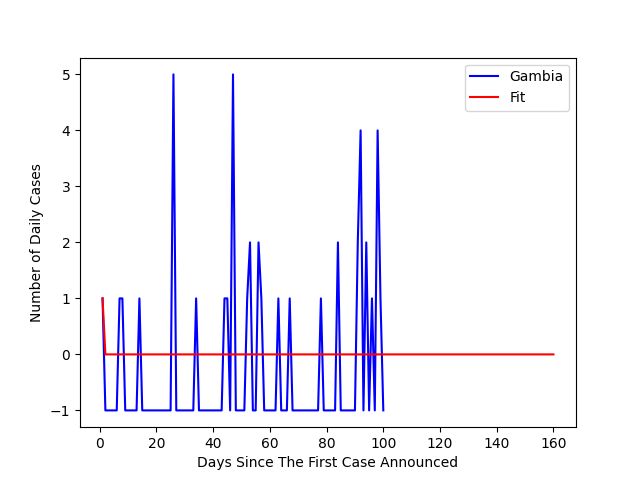 Gambia
Fit
Number of Daily Cases
5
4
3
2
1
0
−1
0 20 40 60 80 100 120 140 160
Days Since The First Case Announced